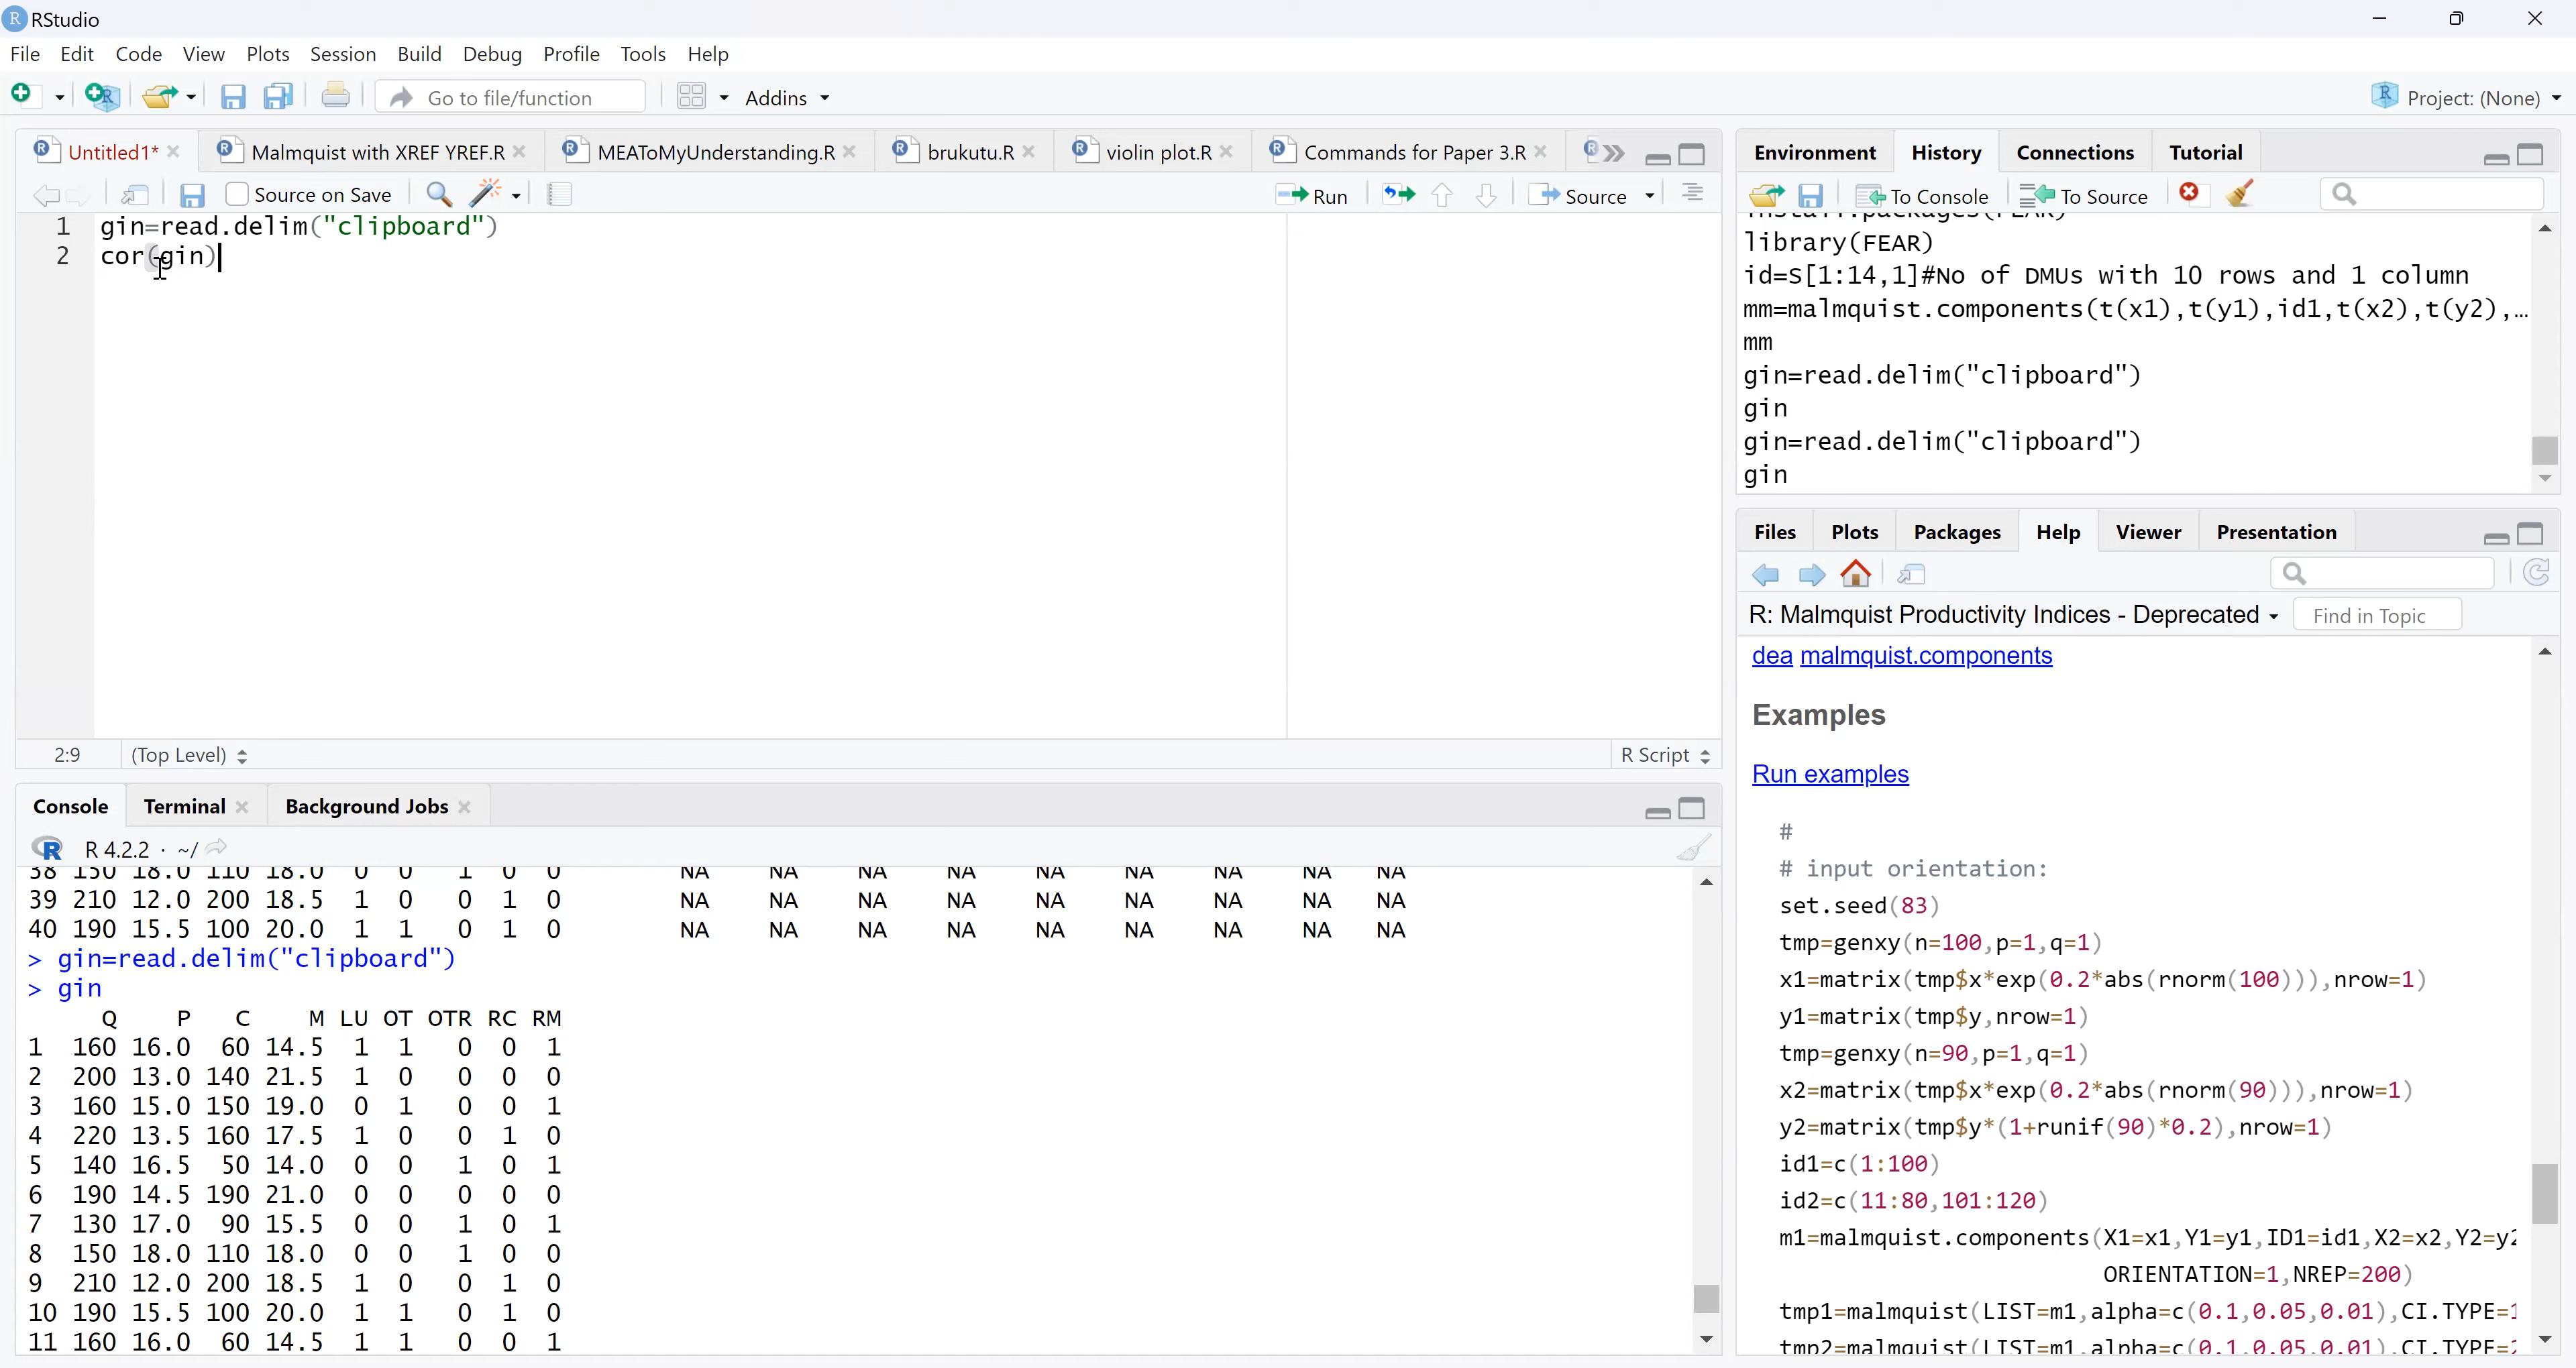 RStudio
File Edit Code View Plots Session Build Debug Profile Tools Help
Go to file/function Addins Project: (None)
Untitled1* Malmquist with XREF YREF.R MEAToMyUnderstanding.R brukutu.R violin plot.R Commands for Paper 3.R
Source on Save Run Source
1 gin=read.delim("clipboard")
2 cor(gin)
2:9 (Top Level) R Script
Console Terminal Background Jobs
R 4.2.2 · ~/
38 150 18.0 110 18.0 0 0 1 0 0 NA NA NA NA NA NA NA NA NA
39 210 12.0 200 18.5 1 0 0 1 0 NA NA NA NA NA NA NA NA NA
40 190 15.5 100 20.0 1 1 0 1 0 NA NA NA NA NA NA NA NA NA
> gin=read.delim("clipboard")
> gin
Q P C M LU OT OTR RC RM
1 160 16.0 60 14.5 1 1 0 0 1
2 200 13.0 140 21.5 1 0 0 0 0
3 160 15.0 150 19.0 0 1 0 0 1
4 220 13.5 160 17.5 1 0 0 1 0
5 140 16.5 50 14.0 0 0 1 0 1
6 190 14.5 190 21.0 0 0 0 0 0
7 130 17.0 90 15.5 0 0 1 0 1
8 150 18.0 110 18.0 0 0 1 0 0
9 210 12.0 200 18.5 1 0 0 1 0
10 190 15.5 100 20.0 1 1 0 1 0
11 160 16.0 60 14.5 1 1 0 0 1
Environment History Connections Tutorial
To Console To Source
install.packages(FEAR)
library(FEAR)
id=S[1:14,1]#No of DMUs with 10 rows and 1 column
mm=malmquist.components(t(x1),t(y1),id1,t(x2),t(y2),…
mm
gin=read.delim("clipboard")
gin
gin=read.delim("clipboard")
gin
Files Plots Packages Help Viewer Presentation
R: Malmquist Productivity Indices - Deprecated Find in Topic
dea malmquist.components
Examples
Run examples
#
# input orientation:
set.seed(83)
tmp=genxy(n=100,p=1,q=1)
x1=matrix(tmp$x*exp(0.2*abs(rnorm(100))),nrow=1)
y1=matrix(tmp$y,nrow=1)
tmp=genxy(n=90,p=1,q=1)
x2=matrix(tmp$x*exp(0.2*abs(rnorm(90))),nrow=1)
y2=matrix(tmp$y*(1+runif(90)*0.2),nrow=1)
id1=c(1:100)
id2=c(11:80,101:120)
m1=malmquist.components(X1=x1,Y1=y1,ID1=id1,X2=x2,Y2=y2
ORIENTATION=1,NREP=200)
tmp1=malmquist(LIST=m1,alpha=c(0.1,0.05,0.01),CI.TYPE=1
tmp2=malmquist(LIST=m1,alpha=c(0.1,0.05,0.01),CI.TYPE=2